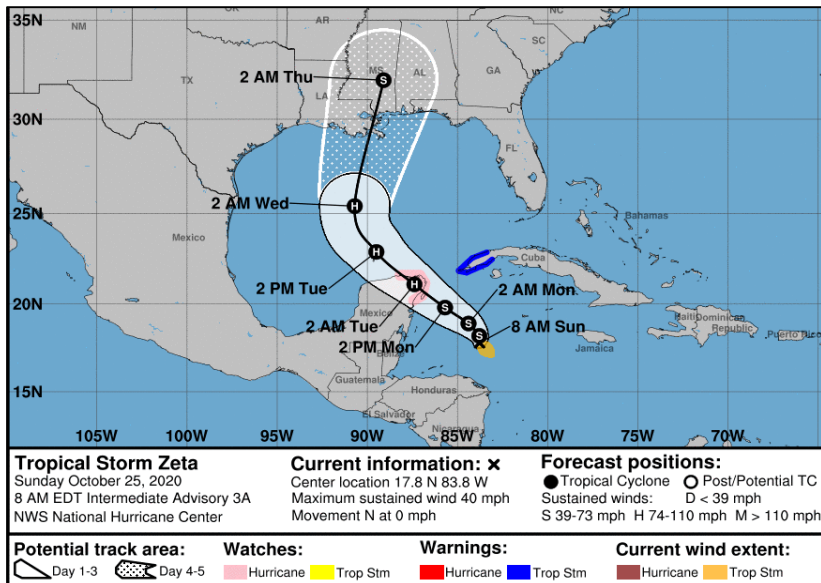 35N
30N
25N
20N
15N
NM
OK
AR
TX
LA
MS
AL
GA
SC
NC
FL
Mexico
Mexico
Belize
Guatemala
El Salvador
Honduras
Nicaragua
Cuba
Bahamas
Jamaica
Haiti
Dominican
Republic
Puerto Rico
2 AM Thu
2 AM Wed
2 PM Tue
2 AM Tue
2 PM Mon
2 AM Mon
8 AM Sun
S
H
H
H
S
S
S
105W 100W 95W 90W 85W 80W 75W 70W
Tropical Storm Zeta
Sunday October 25, 2020
8 AM EDT Intermediate Advisory 3A
NWS National Hurricane Center
Current information: x
Center location 17.8 N 83.8 W
Maximum sustained wind 40 mph
Movement N at 0 mph
Forecast positions:
Tropical Cyclone Post/Potential TC
Sustained winds: D < 39 mph
S 39-73 mph H 74-110 mph M > 110 mph
Potential track area:
Day 1-3 Day 4-5
Watches:
Hurricane Trop Stm
Warnings:
Hurricane Trop Stm
Current wind extent:
Hurricane Trop Stm